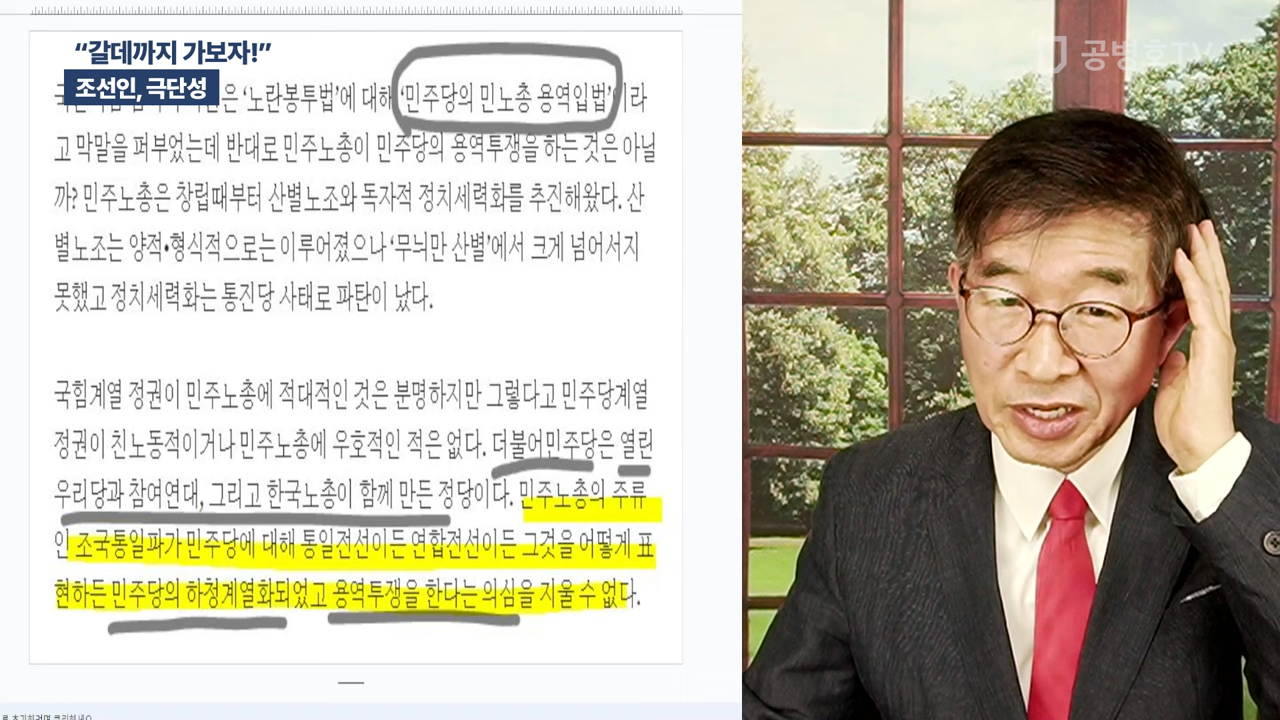 “갈데까지 가보자!”
조선인, 극단성
공병호TV
은 ‘노란봉투법’에 대해 ‘민주당의 민노총 용역입법’이라
고 막말을 퍼부었는데 반대로 민주노총이 민주당의 용역투쟁을 하는 것은 아닐
까? 민주노총은 창립때부터 산별노조와 독자적 정치세력화를 추진해왔다. 산
별노조는 양적•형식적으로는 이루어졌으나 ‘무늬만 산별’에서 크게 넘어서지
못했고 정치세력화는 통진당 사태로 파탄이 났다.
국힘계열 정권이 민주노총에 적대적인 것은 분명하지만 그렇다고 민주당계열
정권이 친노동적이거나 민주노총에 우호적인 적은 없다. 더불어민주당은 열린
우리당과 참여연대, 그리고 한국노총이 함께 만든 정당이다. 민주노총의 주류
인 조국통일파가 민주당에 대해 통일전선이든 연합전선이든 그것을 어떻게 표
현하든 민주당의 하청계열화되었고 용역투쟁을 한다는 의심을 지울 수 없다.